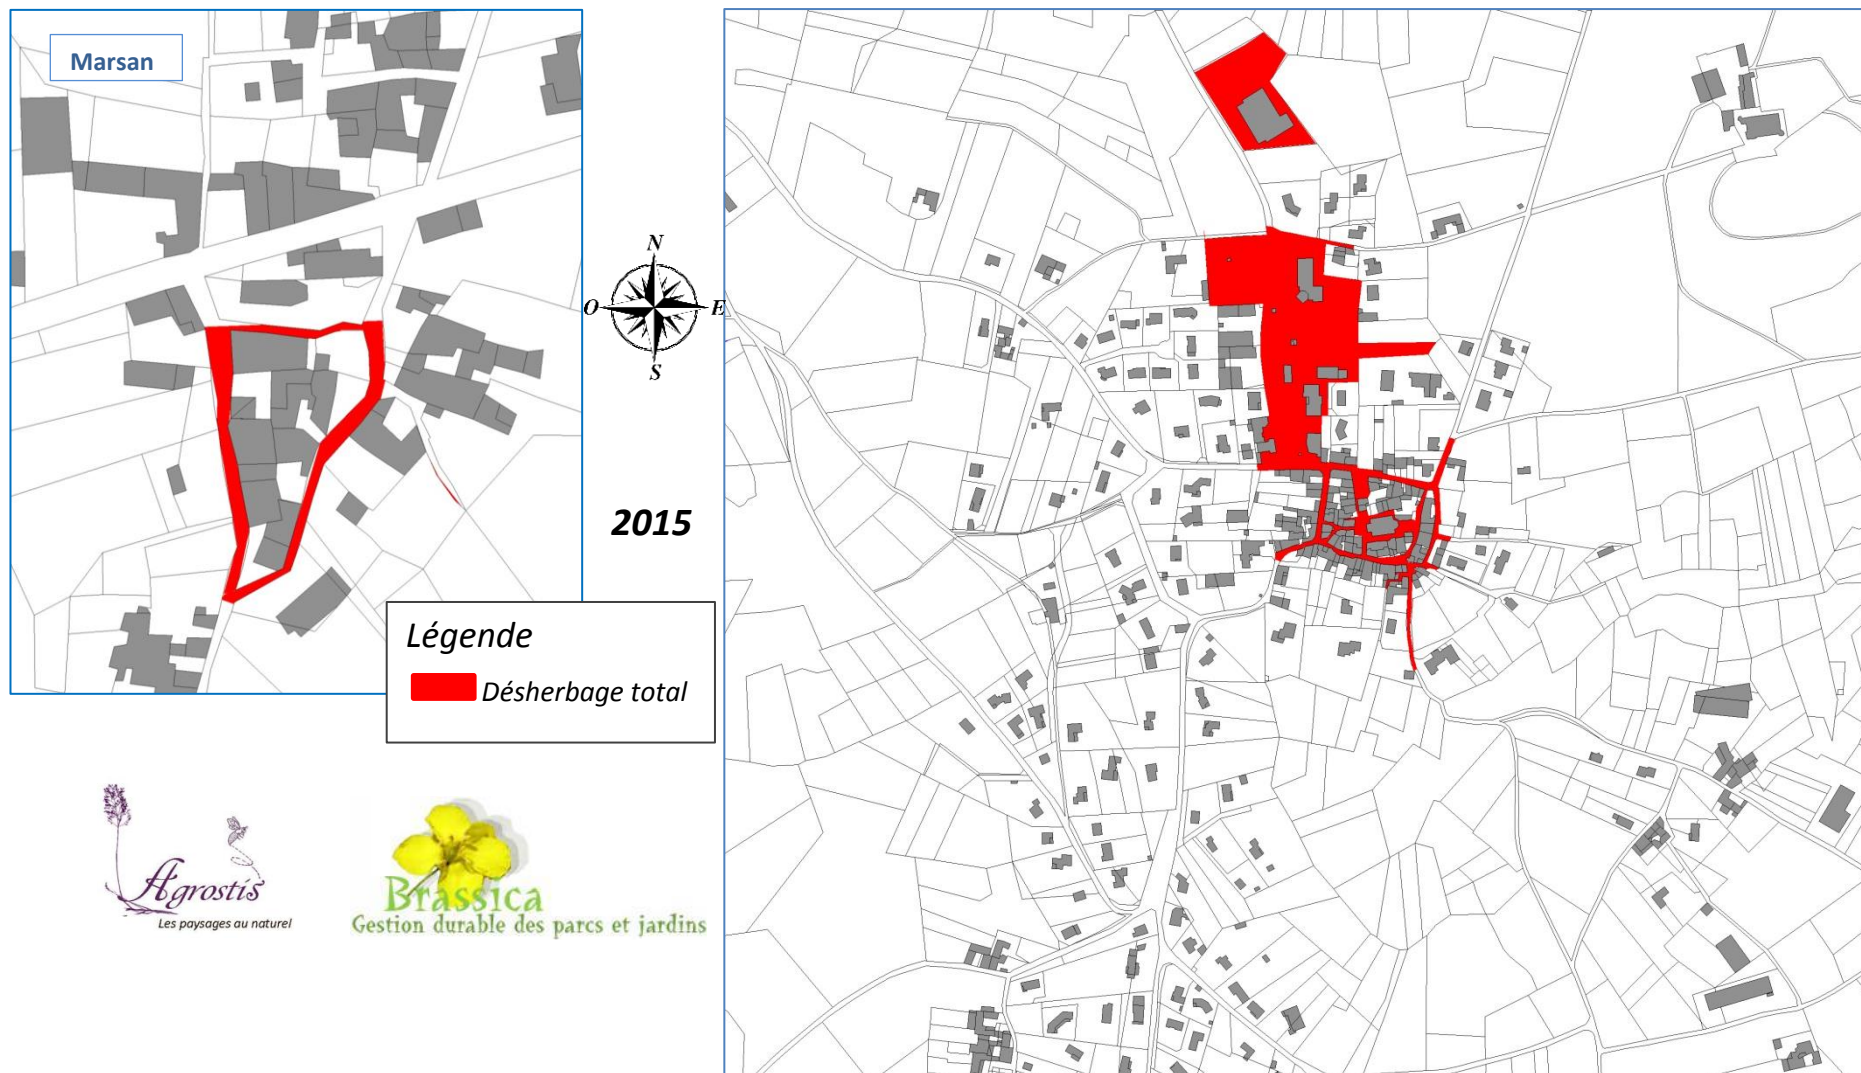 Marsan
N
O
E
S
2015
Légende
Désherbage total
Agrostis
Les paysages au naturel
Brassica
Gestion durable des parcs et jardins